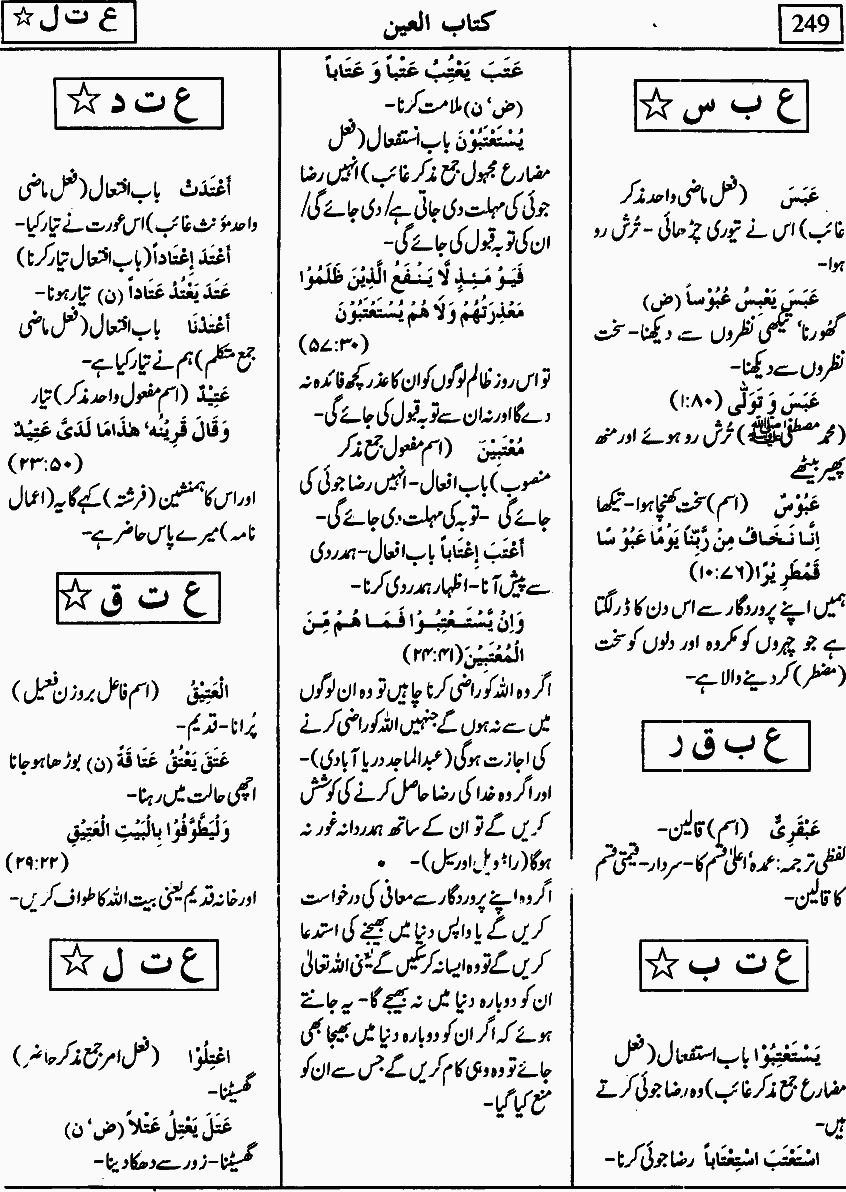 249
کتاب العین
ع ت ل ☆
ع ب س ☆
عَبَسَ (فعل ماضی واحد مذکر
غائب) اس نے تیوری چڑھائی - تُرش رو
ہوا-
عَبَسَ یَعْبِسُ عُبُوْساً (ض)
گھورنا' تیکھی نظروں سے دیکھنا- سخت
نظروں سے دیکھنا-
عَبَسَ وَ تَوَلّٰی (۱:۸۰)
(محمد مصطفیٰ ﷺ) تُرش رو ہوئے اور منھ
پھیر بیٹھے
عَبُوْسٌ (اسم) سخت کھنچا ہوا- تیکھا
اِنَّا نَخَافُ مِنْ رَّبِّنَا یَوْمًا عَبُوْسًا
قَمْطَرِیْرًا (۱۰:۷۶)
ہمیں اپنے پروردگار سے اس دن کا ڈر لگتا
ہے جو چہروں کو مکروہ اور دلوں کو سخت
(مضطر) کر دینے والا ہے-
ع ب ق ر
عَبْقَرِیٌّ (اسم) قالین-
لفظی ترجمہ: عمدہ' اعلیٰ قسم کا- سردار- قیمتی قسم
کا قالین-
ع ت ب ☆
یَسْتَعْتِبُوْا باب استفعال (فعل
مضارع جمع مذکر غائب) وہ رضا جوئی کرتے
ہیں-
اسْتَعْتَبَ اسْتِعْتَاباً رضا جوئی کرنا-
عَتَبَ یَعْتِبُ عَتْباً وَ عَتَاباً
(ض' ن) ملامت کرنا-
یُسْتَعْتَبُوْنَ باب استفعال (فعل
مضارع مجہول جمع مذکر غائب) انہیں رضا
جوئی کی مہلت دی جاتی ہے/ دی جائے گی/
ان کی توبہ قبول کی جائے گی-
فَیَوْمَئِذٍ لَّا یَنْفَعُ الَّذِیْنَ ظَلَمُوْا
مَعْذِرَتُهُمْ وَلَا هُمْ یُسْتَعْتَبُوْنَ
(۵۷:۳۰)
تو اس روز ظالم لوگوں کو ان کا عذر کچھ فائدہ نہ
دے گا اور نہ ان سے توبہ قبول کی جائے گی-
مُعْتَبِیْنَ (اسم مفعول جمع مذکر
منصوب) باب افعال- انہیں رضا جوئی کی
جائے گی - توبہ کی مہلت دی جائے گی-
أَعْتَبَ إِعْتَاباً باب افعال- ہمدردی
سے پیش آنا- اظہار ہمدردی کرنا-
وَاِنْ یَّسْتَعْتِبُوْا فَمَا هُمْ مِّنَ
الْمُعْتَبِیْنَ (۲۴:۴۱)
اگر وہ اللہ کو راضی کرنا چاہیں تو وہ ان لوگوں
میں سے نہ ہوں گے جنہیں اللہ کو راضی کرنے
کی اجازت ہوگی (عبدالماجد دریا آبادی)-
اور اگر وہ خدا کی رضا حاصل کرنے کی کوشش
کریں گے تو ان کے ساتھ ہمدردانہ غور نہ
ہوگا (راڈویل اور سیل)-
اگر وہ اپنے پروردگار سے معافی کی درخواست
کریں گے یا واپس دنیا میں بھیجے کی استدعا
کریں گے تو وہ ایسا نہ کر سکیں گے یعنی اللہ تعالیٰ
ان کو دوبارہ دنیا میں نہ بھیجے گا- یہ جانتے
ہوئے کہ اگر ان کو دوبارہ دنیا میں بھیجا بھی
جائے تو وہ وہی کام کریں گے جس سے ان کو
منع کیا گیا-
ع ت د ☆
أَعْتَدَتْ باب افتعال (فعل ماضی
واحد مؤنث غائب) اس عورت نے تیار کیا-
أَعْتَدَ إِعْتَاداً (باب افتعال تیار کرنا)
عَتَدَ یَعْتُدُ عَتَاداً (ن) تیار ہونا-
أَعْتَدْنَا باب افتعال (فعل ماضی
جمع متکلم) ہم نے تیار کیا ہے-
عَتِیْدٌ (اسم مفعول واحد مذکر) تیار
وَقَالَ قَرِیْنُهٗ هٰذَا مَا لَدَیَّ عَتِیْدٌ
(۲۳:۵۰)
اور اس کا ہمنشین (فرشتہ) کہے گا یہ (اعمال
نامہ) میرے پاس حاضر ہے-
ع ت ق ☆
الْعَتِیْقُ (اسم فاعل بروزن فعیل)
پُرانا- قدیم-
عَتَقَ یَعْتُقُ عَتَاقَةً (ن) بوڑھا ہو جانا
اچھی حالت میں رہنا-
وَلْیَطَّوَّفُوْا بِالْبَیْتِ الْعَتِیْقِ
(۲۹:۲۲)
اور خانہ قدیم یعنی بیت اللہ کا طواف کریں-
ع ت ل ☆
اعْتِلُوْا (فعل امر جمع مذکر حاضر)
گھسیٹنا-
عَتَلَ یَعْتِلُ عَتْلاً (ض' ن)
گھسیٹنا- زور سے دھکا دینا-